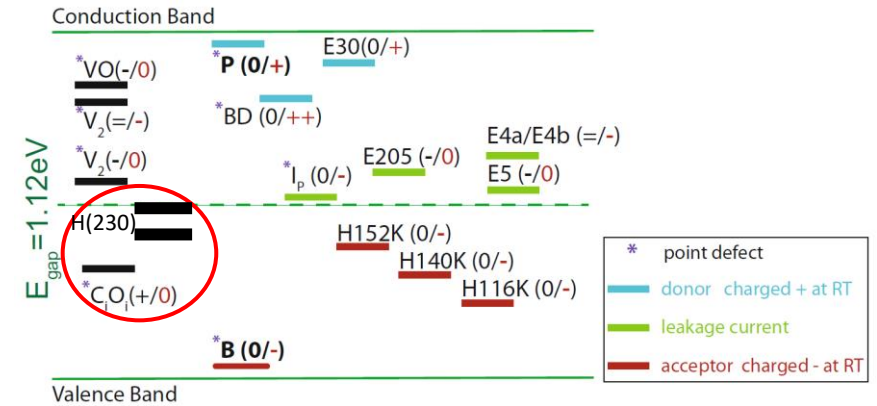 Conduction Band
E30(0/+)
*VO(-/0)
*P (0/+)
*BD (0/++)
*V₂(=/-)
E4a/E4b (=/-)
*V₂(-/0)
E205 (-/0)
*Iₚ (0/-)
E5 (-/0)
E_gap=1.12eV
H(230)
H152K (0/-)
H140K (0/-)
*CᵢOᵢ(+/0)
H116K (0/-)
*B (0/-)
Valence Band
* point defect
donor charged + at RT
leakage current
acceptor charged - at RT